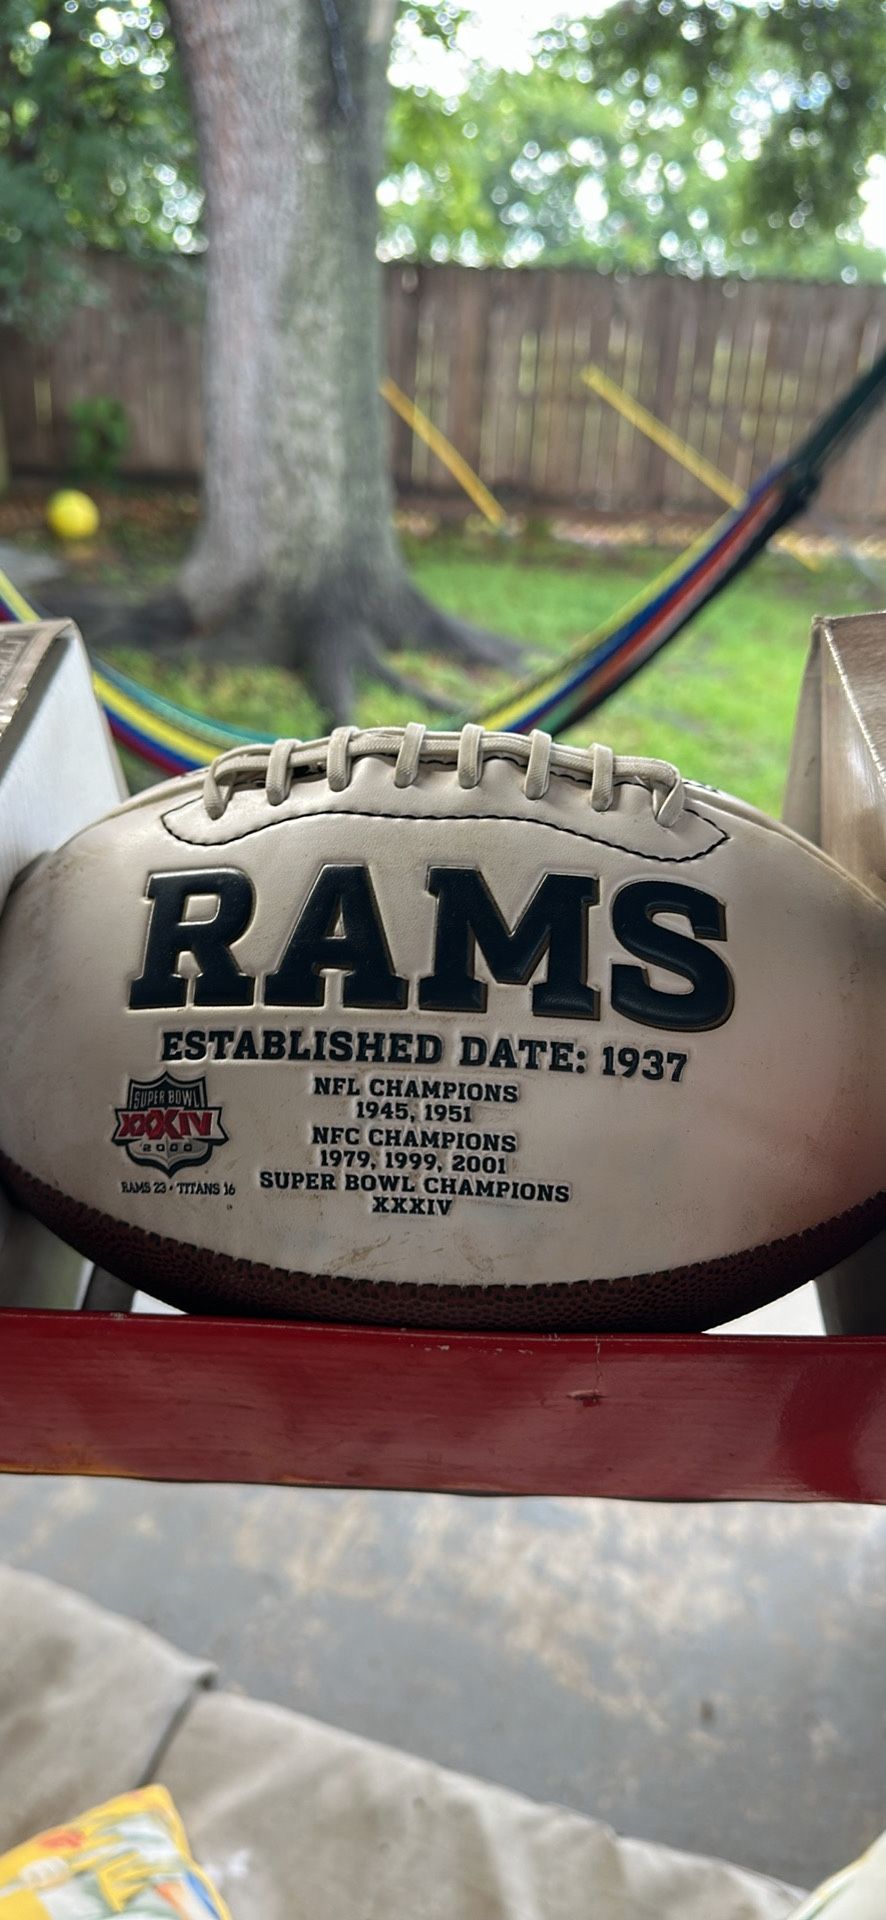 RAMS
ESTABLISHED DATE: 1937
NFL CHAMPIONS
1945, 1951
NFC CHAMPIONS
1979, 1999, 2001
SUPER BOWL CHAMPIONS
XXXIV
SUPER BOWL
XXXIV
2000
RAMS 23 • TITANS 16